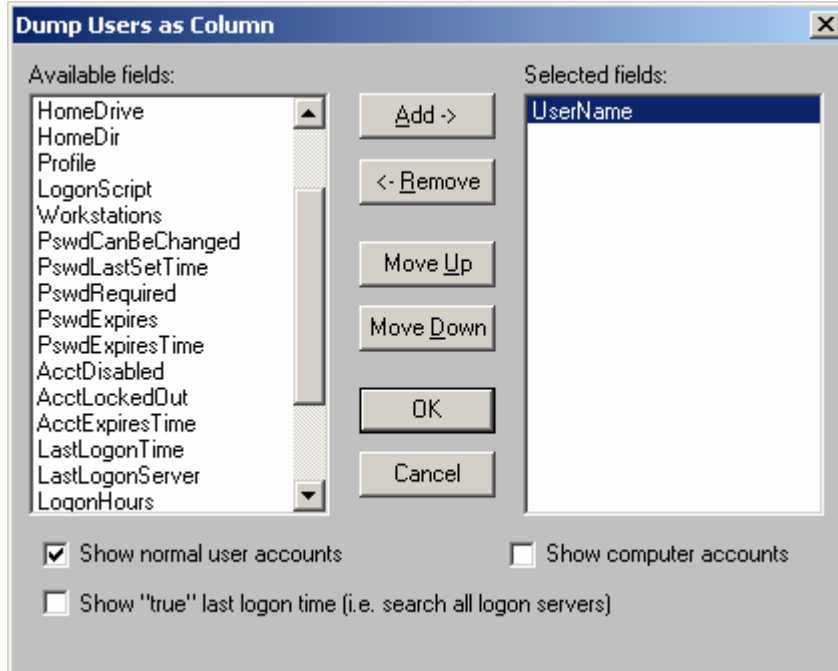 Dump Users as Column
Available fields:
HomeDrive
HomeDir
Profile
LogonScript
Workstations
PswdCanBeChanged
PswdLastSetTime
PswdRequired
PswdExpires
PswdExpiresTime
AcctDisabled
AcctLockedOut
AcctExpiresTime
LastLogonTime
LastLogonServer
LogonHours
Add ->
<- Remove
Move Up
Move Down
OK
Cancel
Selected fields:
UserName
Show normal user accounts
Show computer accounts
Show "true" last logon time (i.e. search all logon servers)